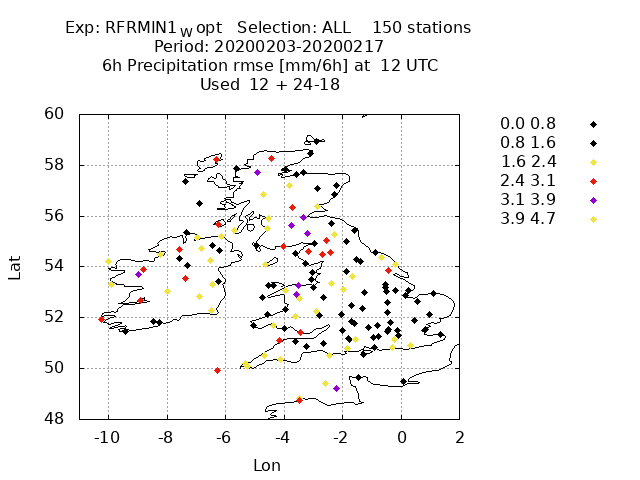 Exp: RFRMIN1wopt Selection: ALL 150 stations
Period: 20200203-20200217
6h Precipitation rmse [mm/6h] at 12 UTC
Used 12 + 24-18
60
58
56
54
52
50
48
Lat
-10 -8 -6 -4 -2 0 2
Lon
0.0 0.8
0.8 1.6
1.6 2.4
2.4 3.1
3.1 3.9
3.9 4.7